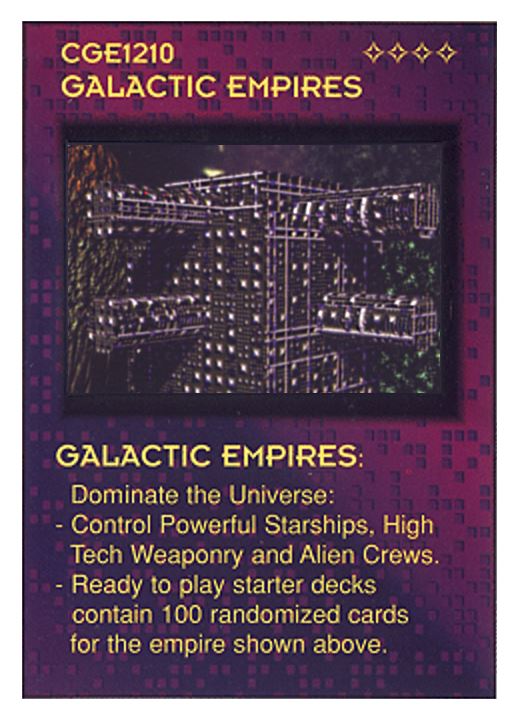 CGE1210
GALACTIC EMPIRES
GALACTIC EMPIRES:
Dominate the Universe:
- Control Powerful Starships, High
Tech Weaponry and Alien Crews.
- Ready to play starter decks
contain 100 randomized cards
for the empire shown above.